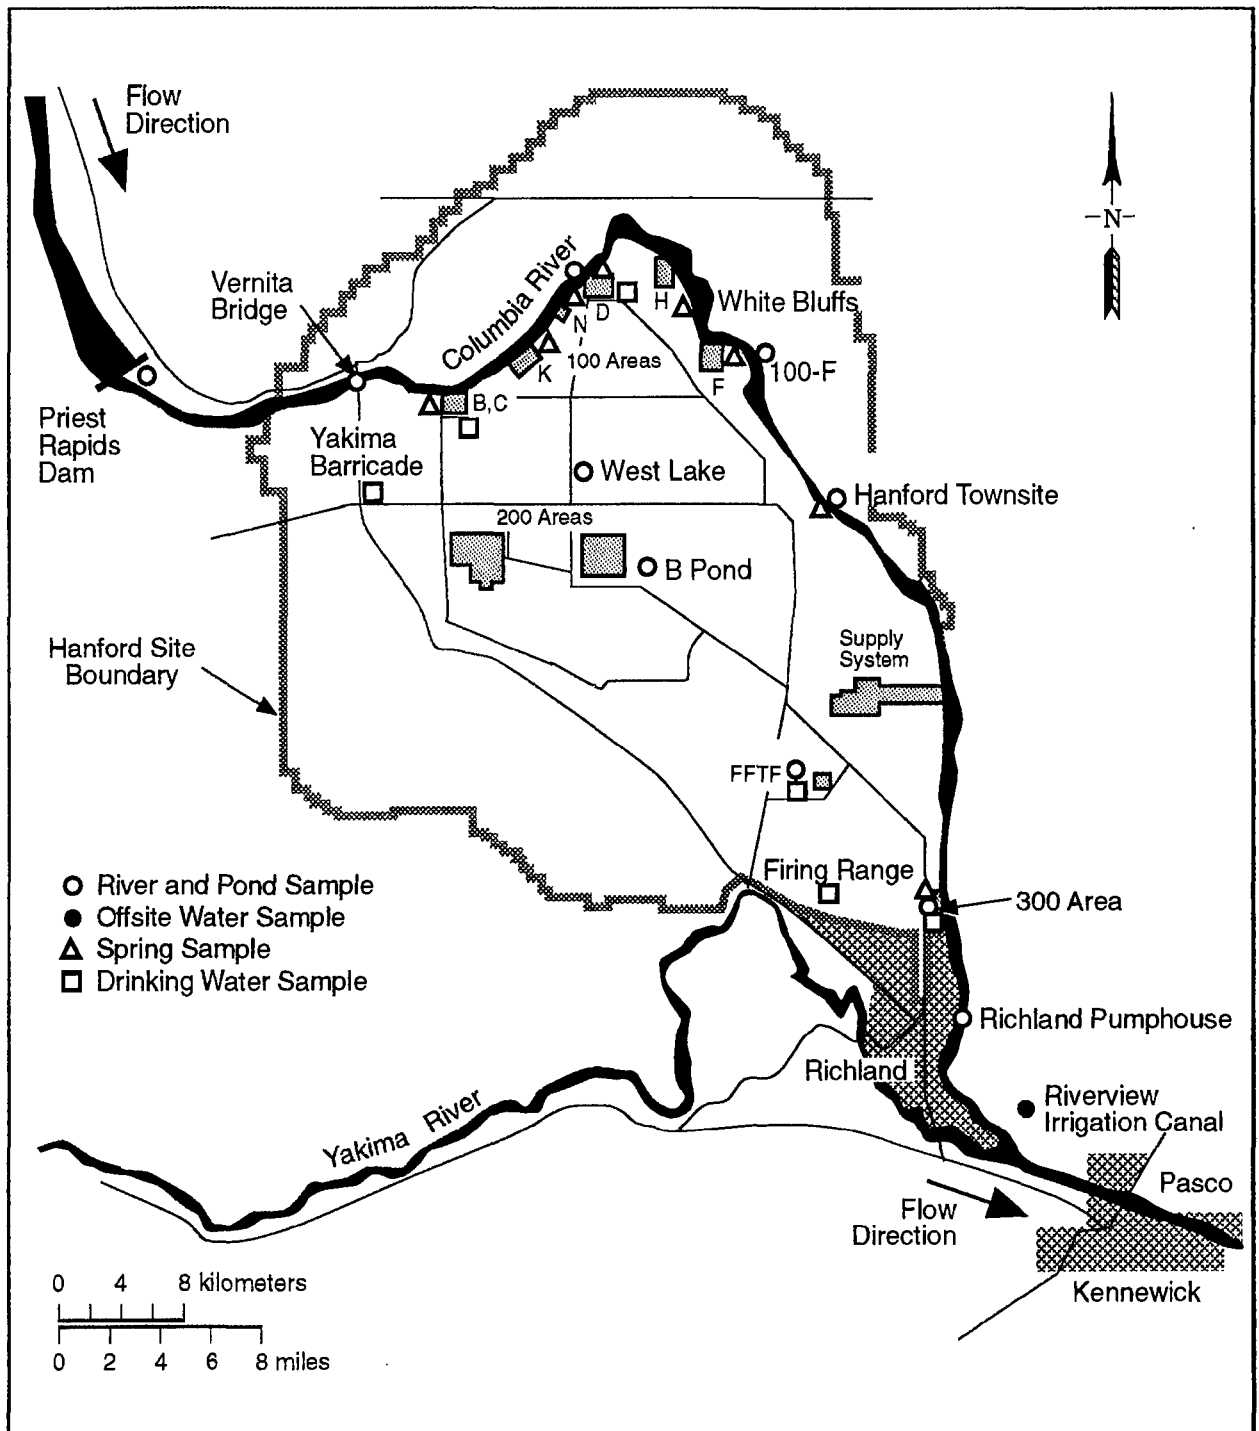 Flow
Direction
N
Vernita
Bridge
Columbia River
H
White Bluffs
D
N
100 Areas
K
F
100-F
B,C
Priest
Rapids
Dam
Yakima
Barricade
West Lake
Hanford Townsite
200 Areas
B Pond
Hanford Site
Boundary
Supply
System
FFTF
Firing Range
300 Area
River and Pond Sample
Offsite Water Sample
Spring Sample
Drinking Water Sample
Richland Pumphouse
Richland
Riverview
Irrigation Canal
Yakima River
Pasco
Flow
Direction
Kennewick
0 4 8 kilometers
0 2 4 6 8 miles